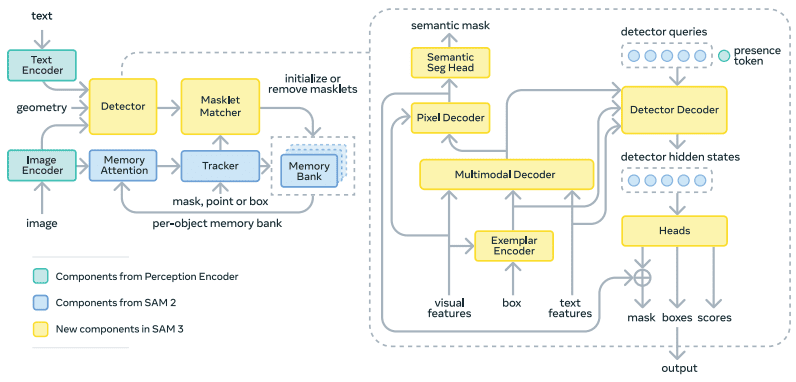 text
Text
Encoder
geometry
Image
Encoder
image
Detector
Memory
Attention
Masklet
Matcher
Tracker
mask, point or box
per-object memory bank
initialize or
remove masklets
Memory
Bank
Components from Perception Encoder
Components from SAM 2
New components in SAM 3
semantic mask
Semantic
Seg Head
Pixel Decoder
Multimodal Decoder
Exemplar
Encoder
visual
features
box
text
features
detector queries
presence
token
Detector Decoder
detector hidden states
Heads
mask
boxes
scores
output